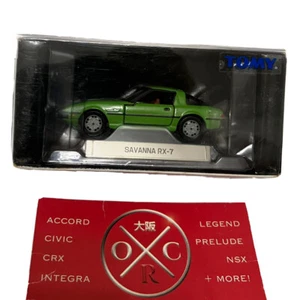 TOMY
SAVANNA RX-7
ACCORD
CIVIC
CRX
INTEGRA
大阪
O C
R
LEGEND
PRELUDE
NSX
+ MORE!